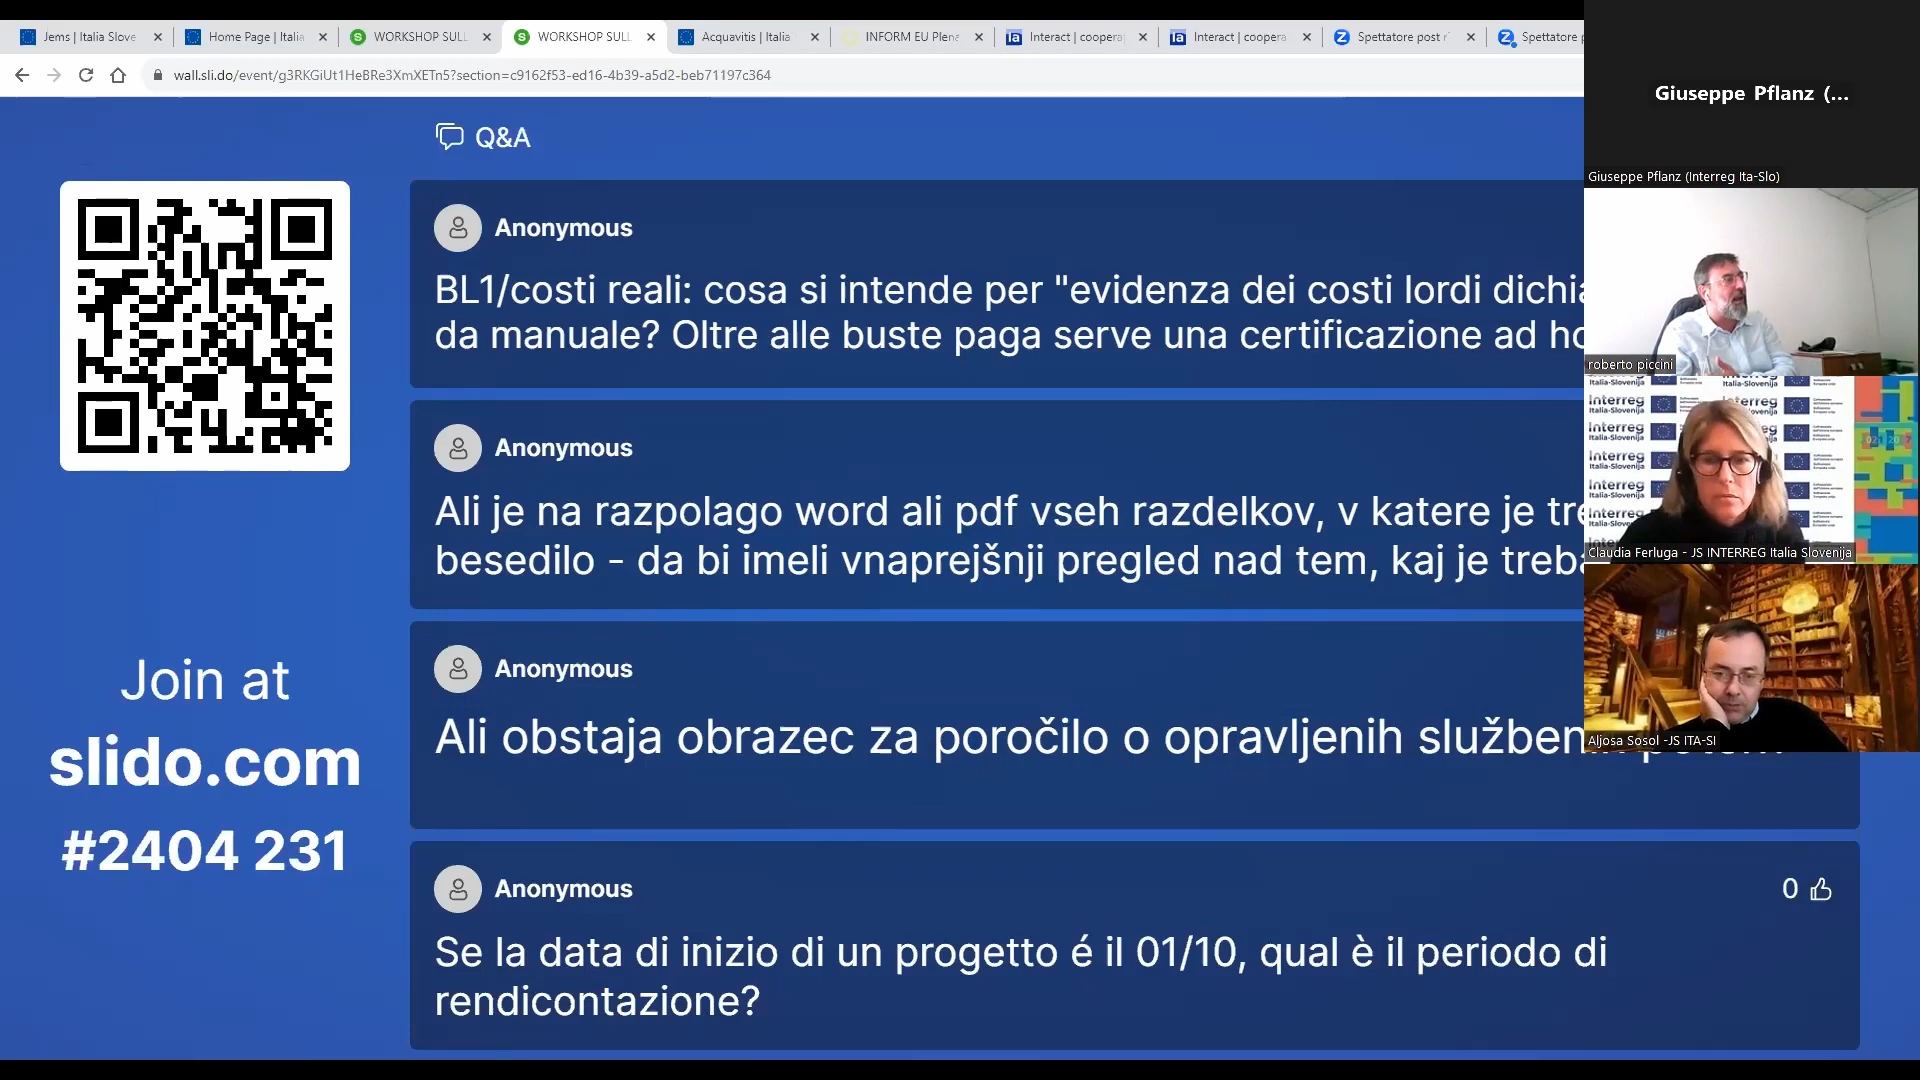 Jems | Italia Slove
Home Page | Italia
WORKSHOP SULL
WORKSHOP SULL
Acquavitis | Italia
INFORM EU Plena
Interact | coopera
Interact | coopera
Spettatore post
Spettatore p
wall.sli.do/event/g3RKGiUt1HeBRe3XmXETn5?section=c9162f53-ed16-4b39-a5d2-beb71197c364
Q&A
Anonymous
BL1/costi reali: cosa si intende per "evidenza dei costi lordi dichia
da manuale? Oltre alle buste paga serve una certificazione ad ho
Anonymous
Ali je na razpolago word ali pdf vseh razdelkov, v katere je tre
besedilo - da bi imeli vnaprejšnji pregled nad tem, kaj je treba
Anonymous
Ali obstaja obrazec za poročilo o opravljenih služben
Anonymous
0
Se la data di inizio di un progetto é il 01/10, qual è il periodo di
rendicontazione?
Join at
slido.com
#2404 231
Giuseppe Pflanz (...
Giuseppe Pflanz (Interreg Ita-Slo)
roberto piccini
Interreg
Italia-Slovenija
Claudia Ferluga - JS INTERREG Italia Slovenija
Aljosa Sosol -JS ITA-SI